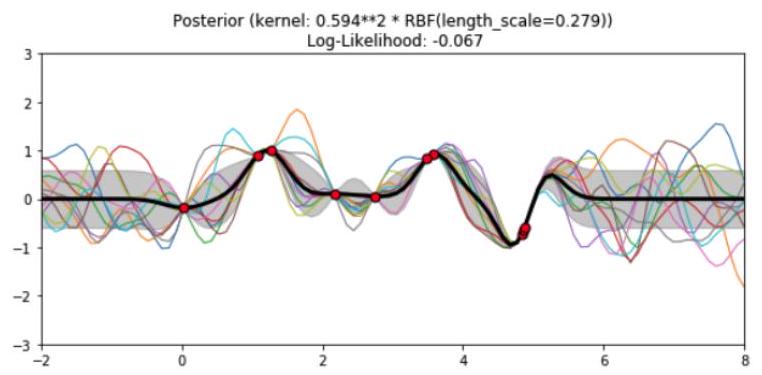 Posterior (kernel: 0.594**2 * RBF(length_scale=0.279))
Log-Likelihood: -0.067
3
2
1
0
−1
−2
−3
−2 0 2 4 6 8